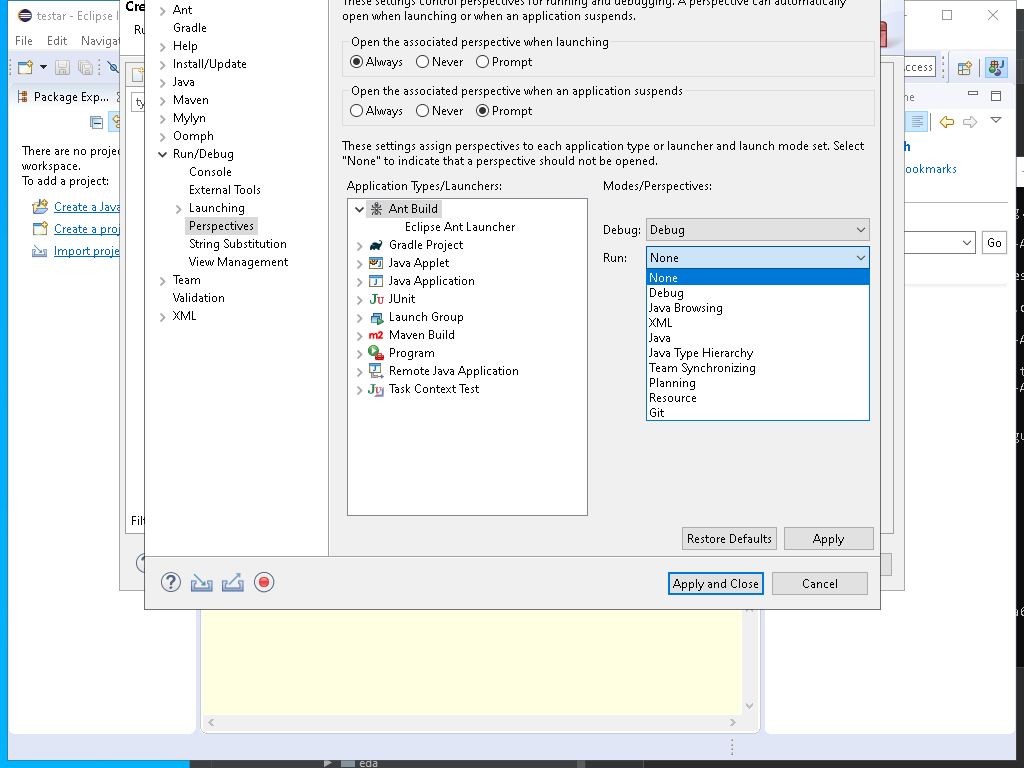 testar - Eclipse I
File Edit Navigat
Package Exp...
There are no proje
workspace.
To add a project:
Create a Java
Create a proj
Import proje
Cre
Ant
Gradle
Help
Install/Update
Java
Maven
Mylyn
Oomph
Run/Debug
Console
External Tools
Launching
Perspectives
String Substitution
View Management
Team
Validation
XML
These settings control perspectives for running and debugging. A perspective can automatically
open when launching or when an application suspends.
Open the associated perspective when launching
Always Never Prompt
Open the associated perspective when an application suspends
Always Never Prompt
These settings assign perspectives to each application type or launcher and launch mode set. Select
"None" to indicate that a perspective should not be opened.
Application Types/Launchers:
Ant Build
Eclipse Ant Launcher
Gradle Project
Java Applet
Java Application
JUnit
Launch Group
Maven Build
Program
Remote Java Application
Task Context Test
Modes/Perspectives:
Debug: Debug
Run: None
None
Debug
Java Browsing
XML
Java
Java Type Hierarchy
Team Synchronizing
Planning
Resource
Git
Restore Defaults Apply
Apply and Close Cancel
ccess
ookmarks
Go
Filt
eda